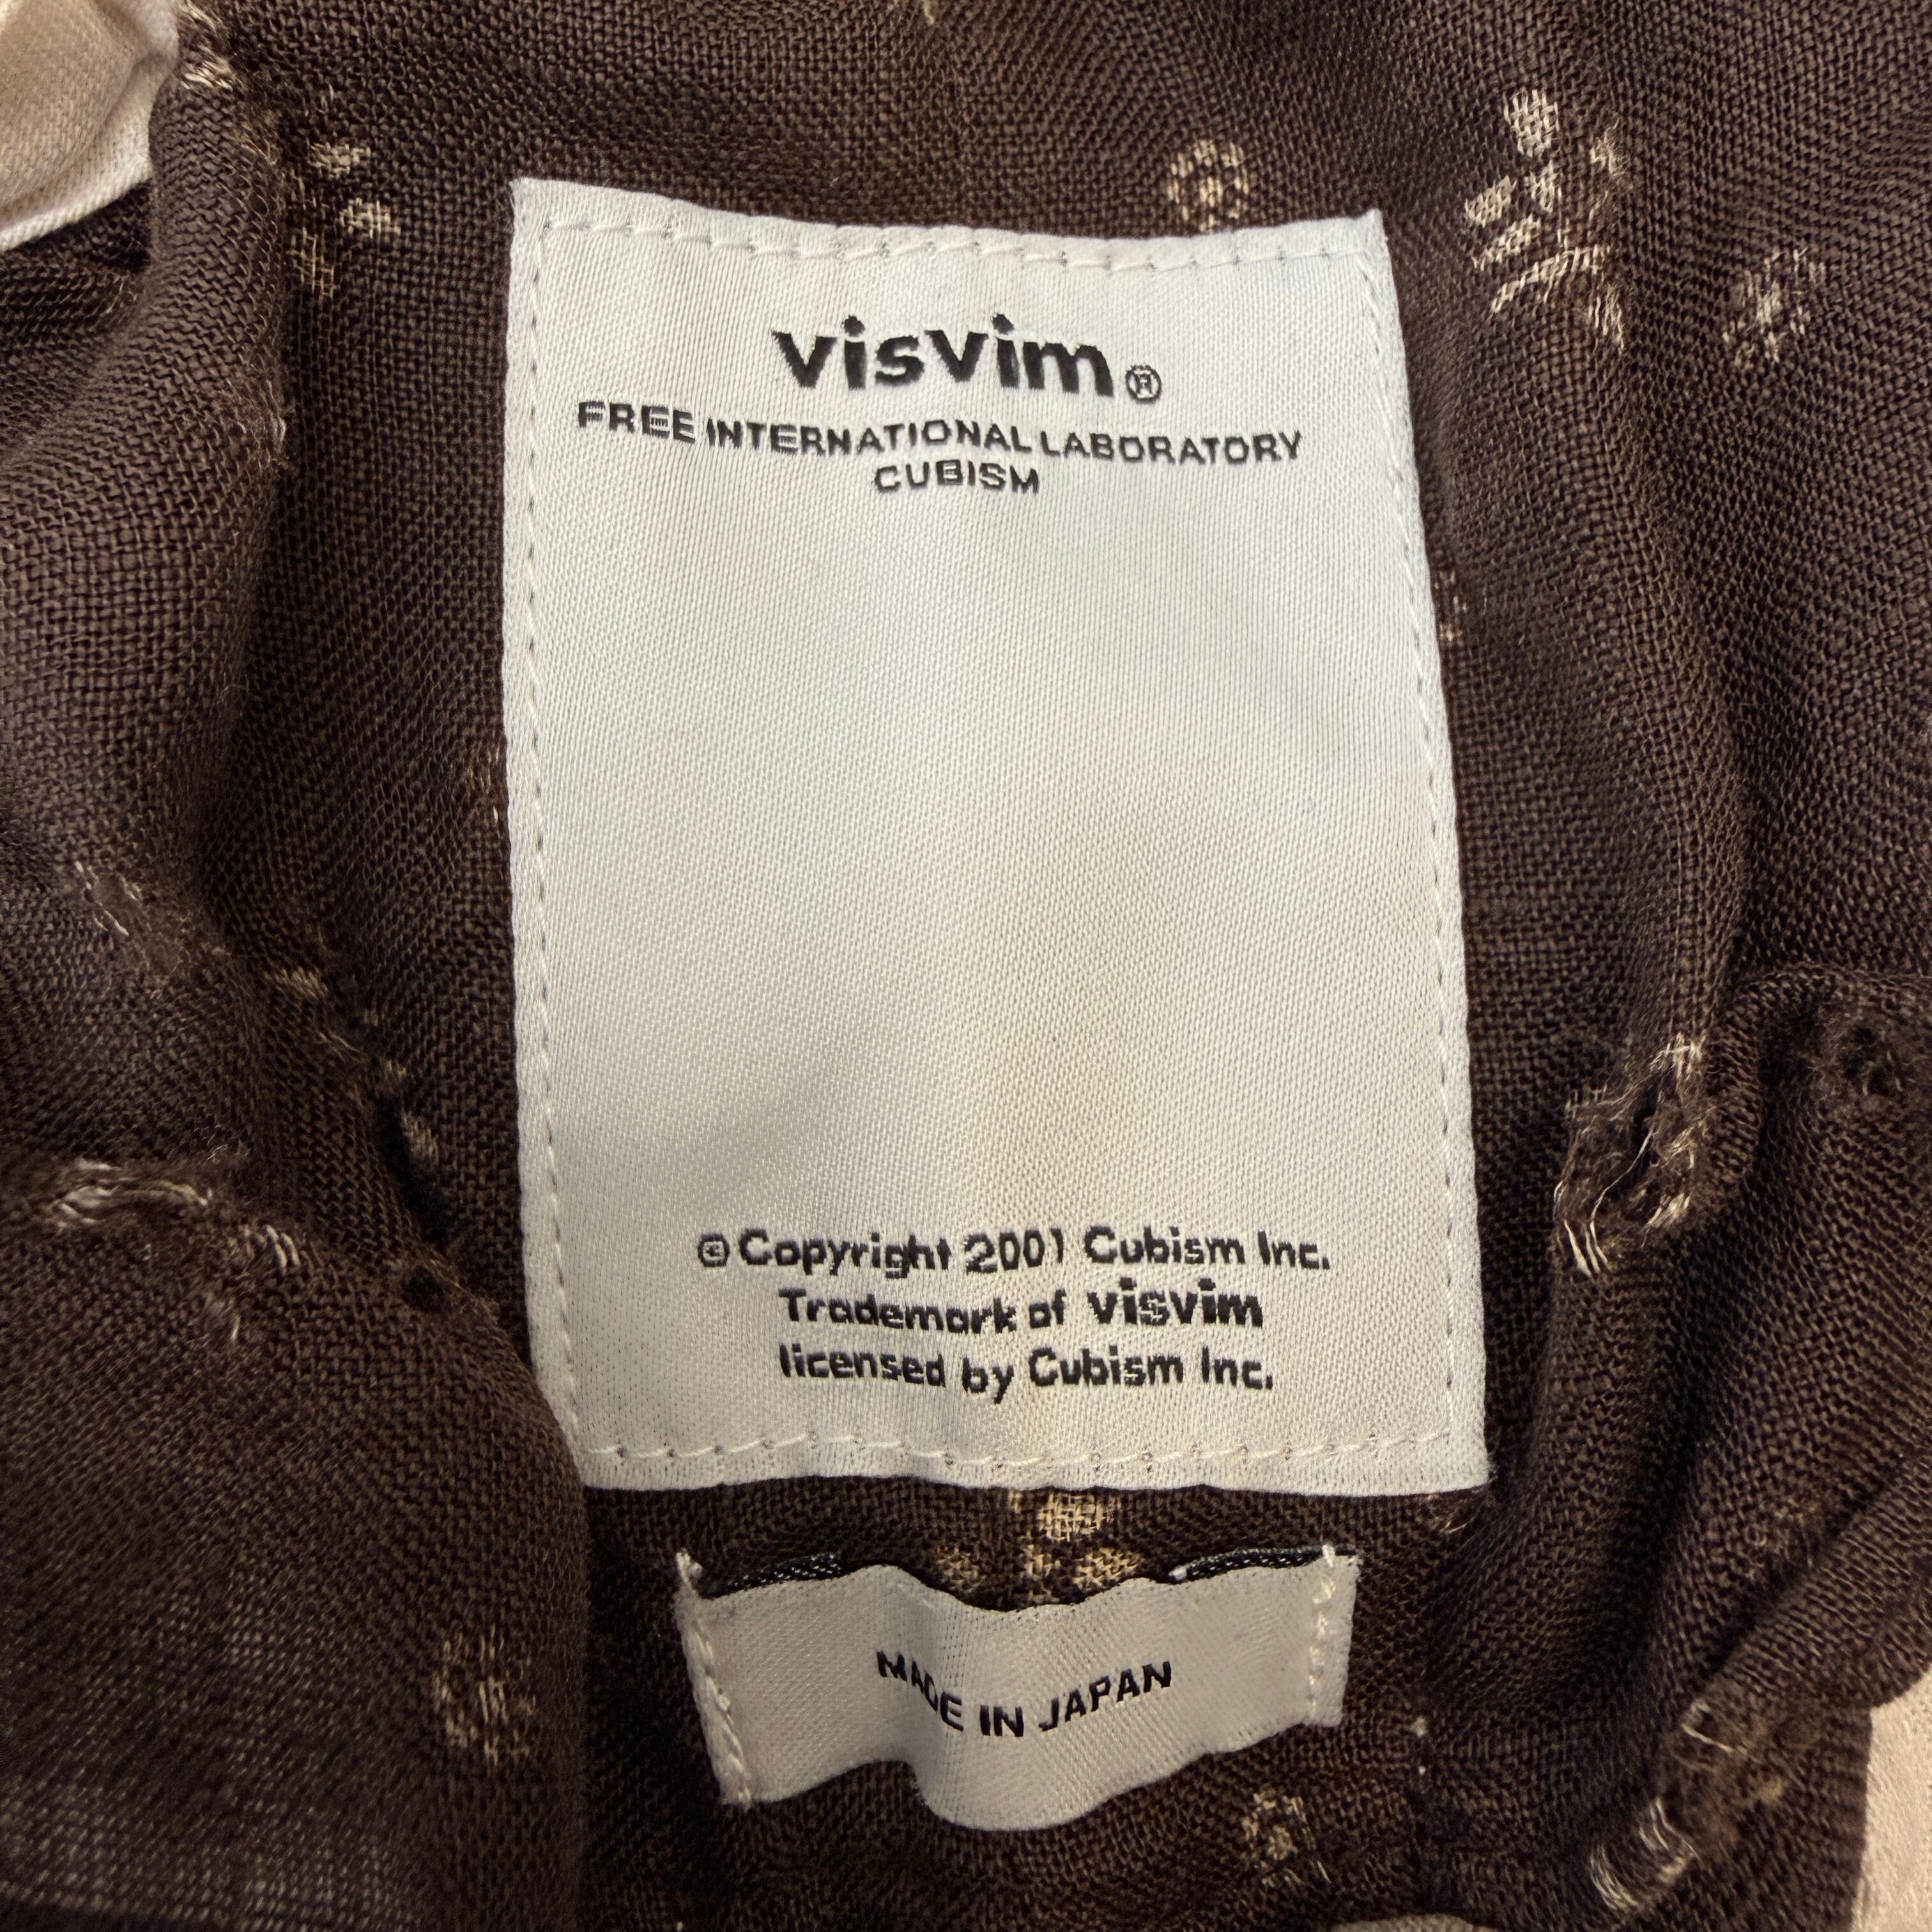 visvim®
FREE INTERNATIONAL LABORATORY
CUBISM
© Copyright 2001 Cubism Inc.
Trademark of visvim
licensed by Cubism Inc.
MADE IN JAPAN